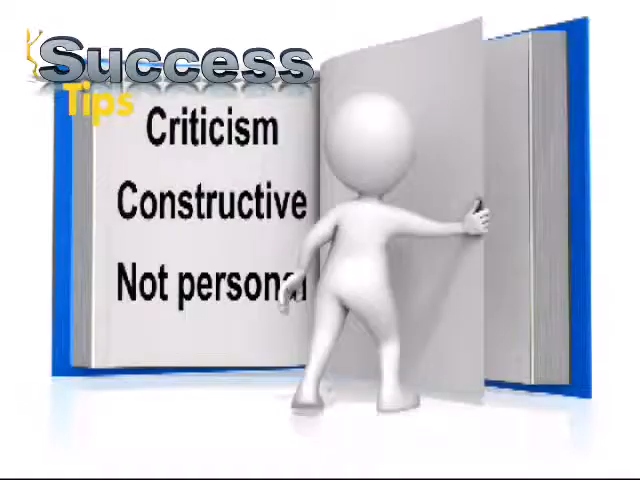 Success
Tips
Criticism
Constructive
Not personal